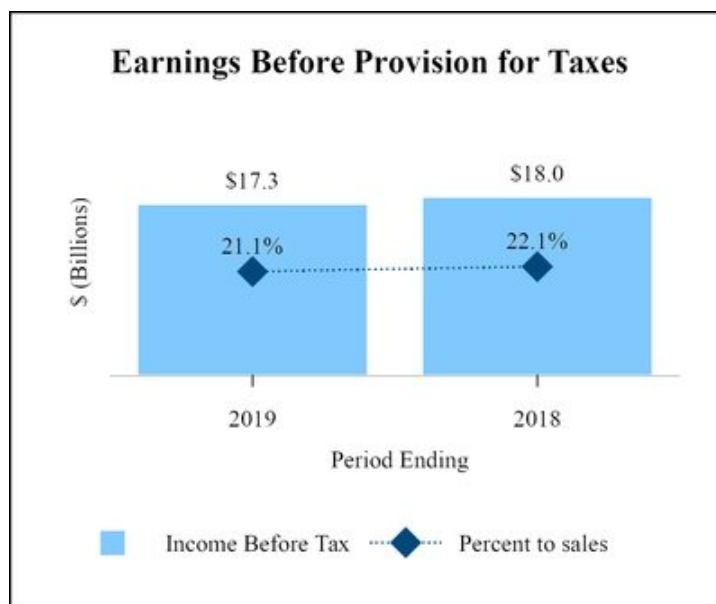 Earnings Before Provision for Taxes
$17.3
$18.0
21.1%
22.1%
$ (Billions)
2019
2018
Period Ending
Income Before Tax
Percent to sales